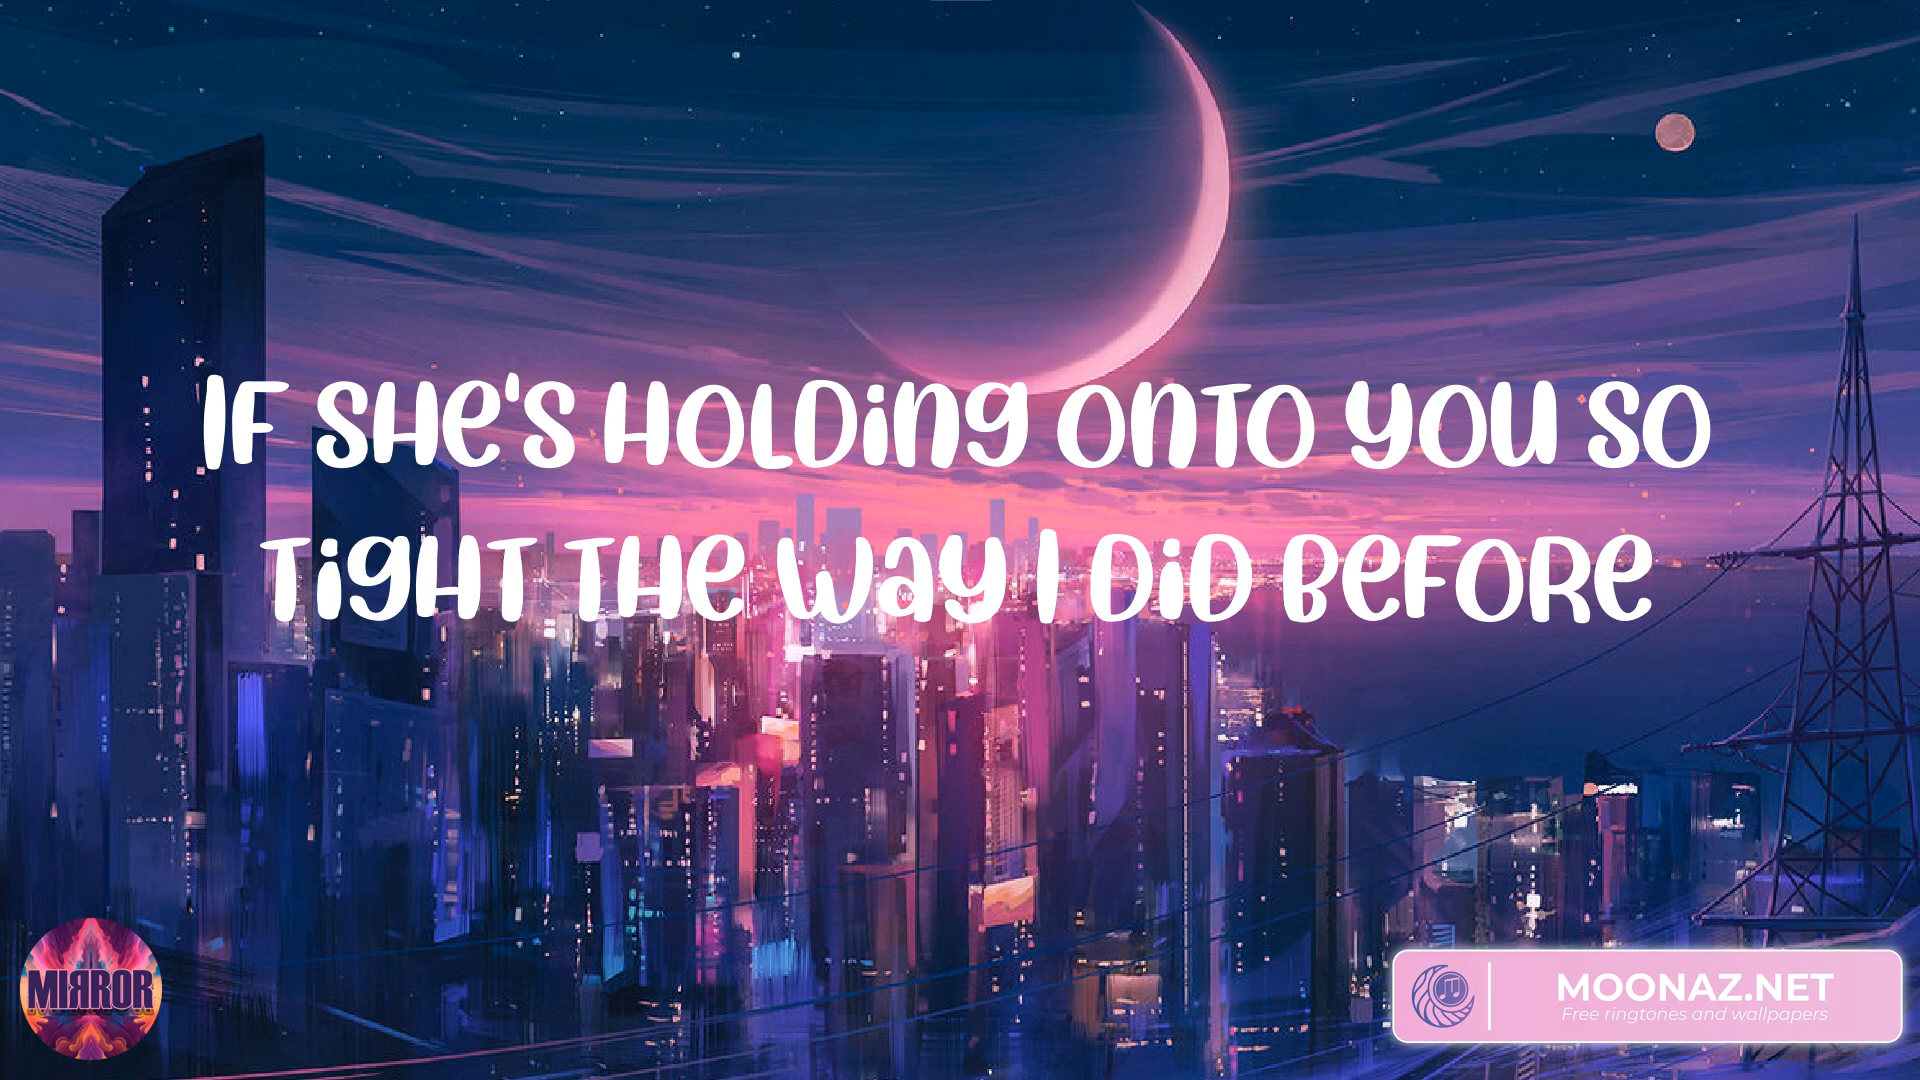 IF SHe's HOLDing OnTO YOU SO
TigHT THe way I DiD BeFORe
MIRROR
MOONAZ.NET
Free ringtones and wallpapers